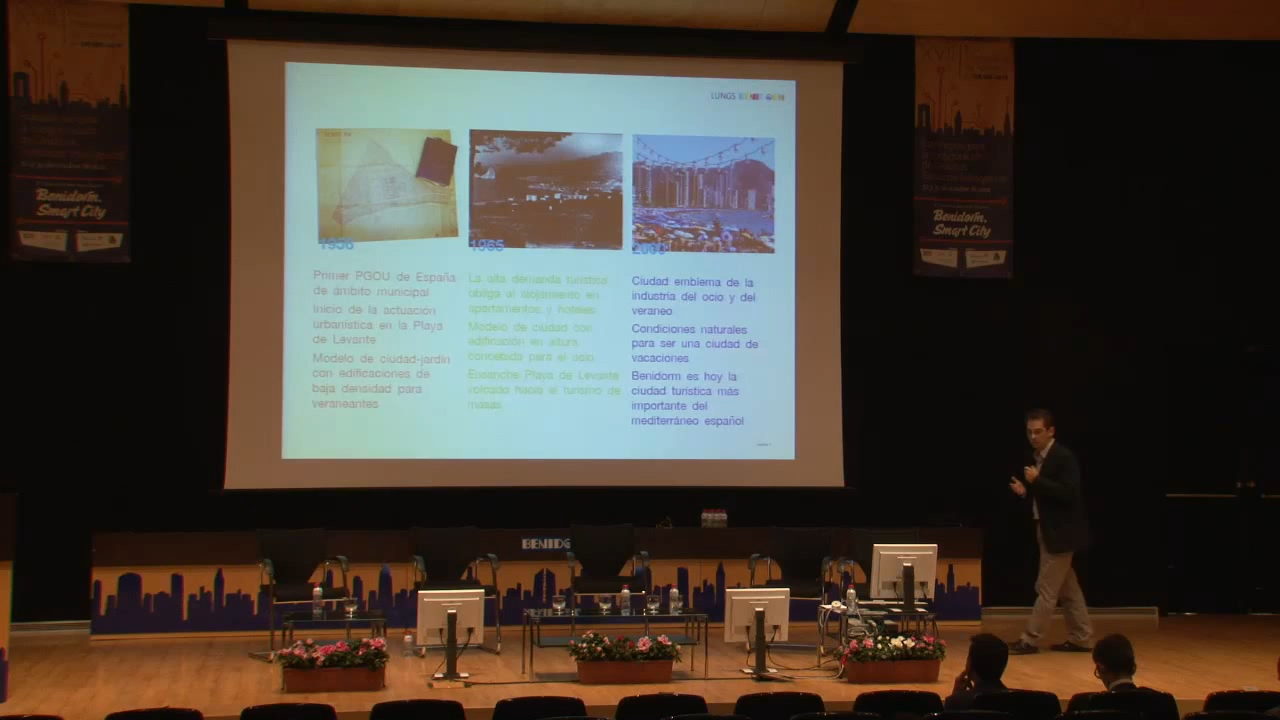 LUNGS
1956
Primer PGOU de España
de ámbito municipal
Inicio de la actuación
urbanística en la Playa
de Levante
Modelo de ciudad-jardín
con edificaciones de
baja densidad para
veraneantes
1965
La alta demanda turística
obliga al alojamiento en
apartamentos y hoteles
Modelo de ciudad con
edificación en altura
concebida para el ocio
Ensanche Playa de Levante
volcado hacia el turismo de
masas
2000
Ciudad emblema de la
industria del ocio y del
veraneo
Condiciones naturales
para ser una ciudad de
vacaciones
Benidorm es hoy la
ciudad turística más
importante del
mediterráneo español
Benidorm,
Smart City
Benidorm,
Smart City